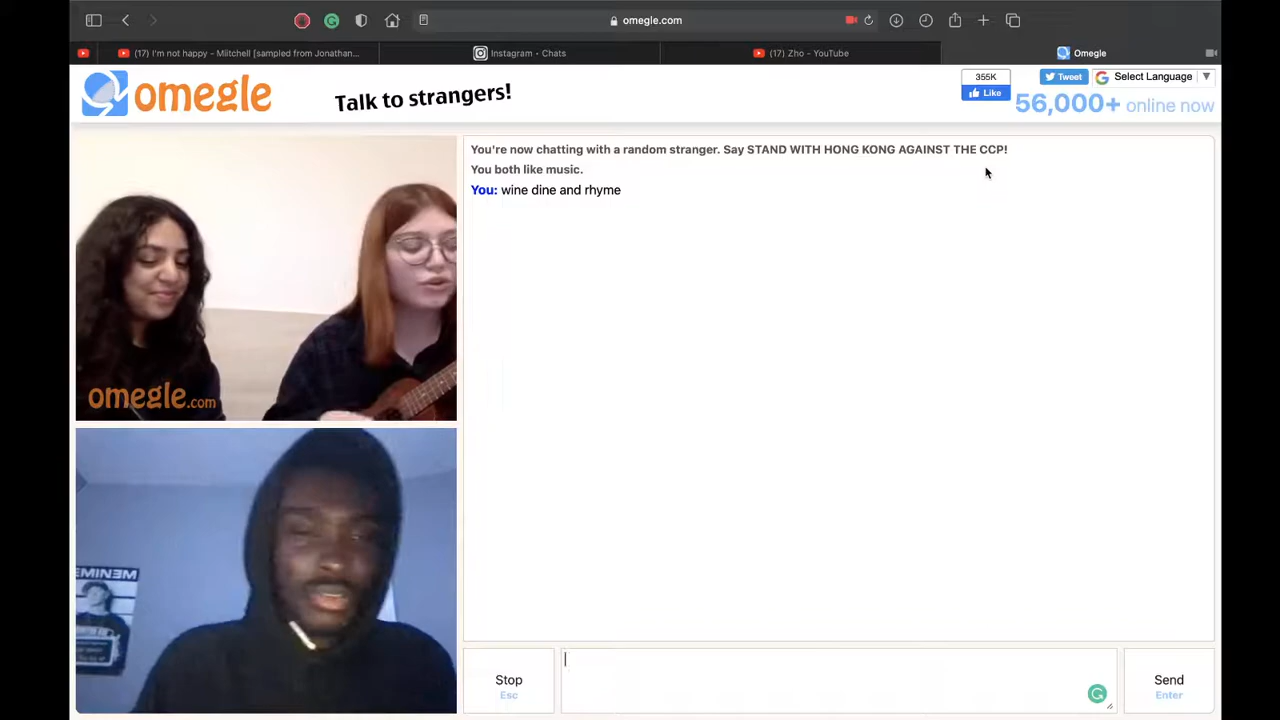 omegle.com
(17) I'm not happy - Miitchell [sampled from Jonathan...
Instagram - Chats
(17) Zho - YouTube
Omegle
omegle
Talk to strangers!
355K
Like
Tweet
Select Language ▼
56,000+ online now
You're now chatting with a random stranger. Say STAND WITH HONG KONG AGAINST THE CCP!
You both like music.
You: wine dine and rhyme
omegle.com
EMINEM
Stop
Esc
Send
Enter